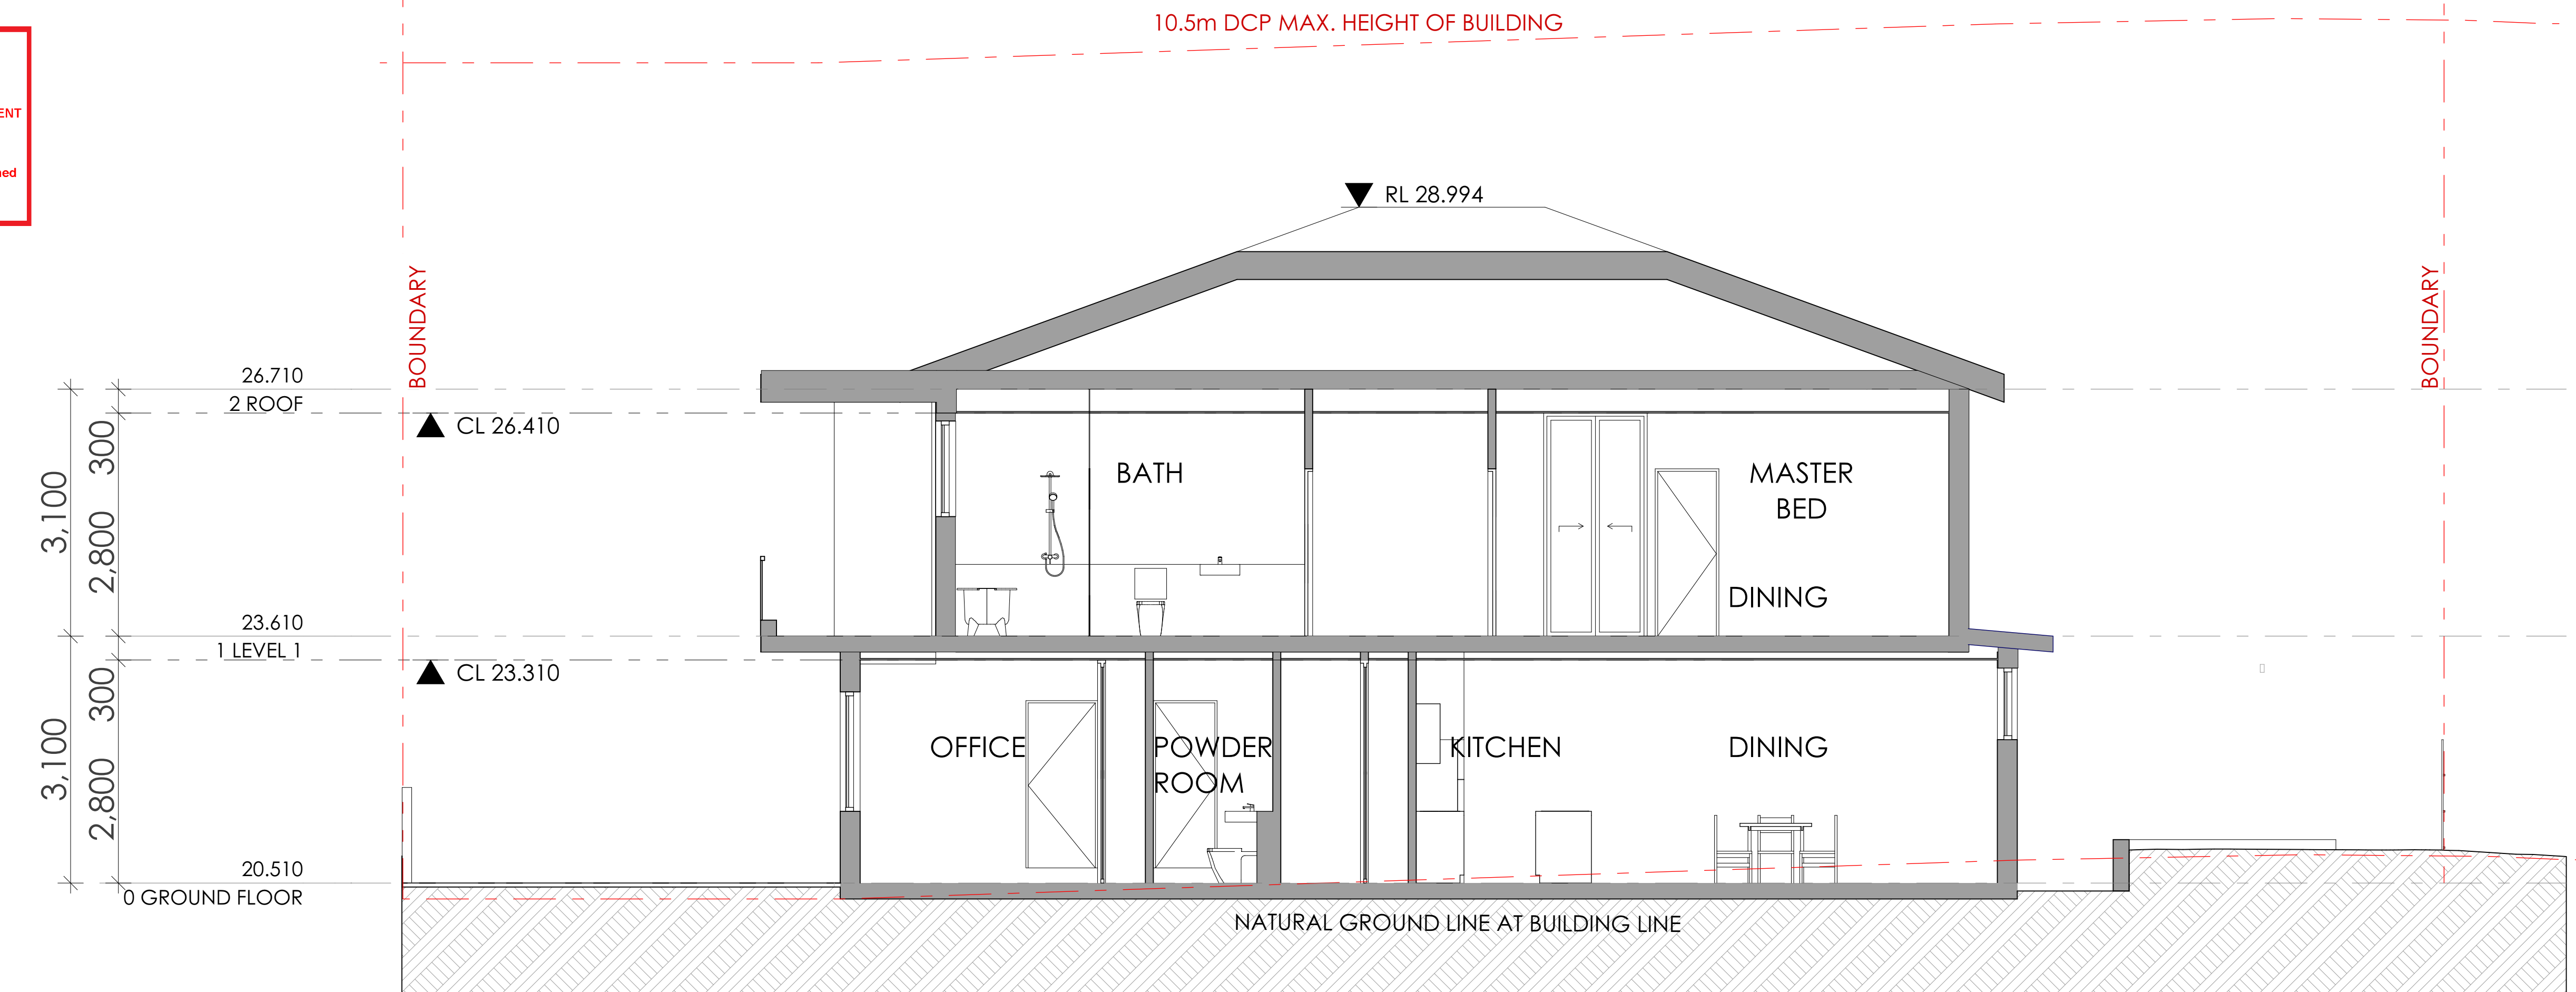 10.5m DCP MAX. HEIGHT OF BUILDING
ENT
ned
RL 28.994
BOUNDARY
BOUNDARY
26.710
2 ROOF
CL 26.410
300
3,100
2,800
BATH
MASTER
BED
DINING
23.610
1 LEVEL 1
CL 23.310
300
3,100
2,800
OFFICE
POWDER
ROOM
KITCHEN
DINING
20.510
0 GROUND FLOOR
NATURAL GROUND LINE AT BUILDING LINE